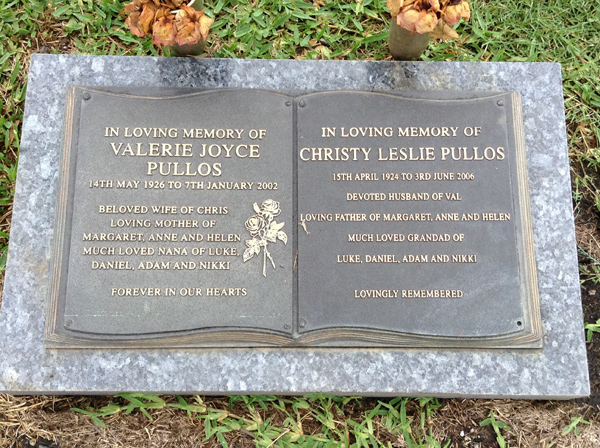 IN LOVING MEMORY OF
VALERIE JOYCE
PULLOS
14TH MAY 1926 TO 7TH JANUARY 2002
BELOVED WIFE OF CHRIS
LOVING MOTHER OF
MARGARET, ANNE AND HELEN
MUCH LOVED NANA OF LUKE,
DANIEL, ADAM AND NIKKI
FOREVER IN OUR HEARTS
IN LOVING MEMORY OF
CHRISTY LESLIE PULLOS
15TH APRIL 1924 TO 3RD JUNE 2006
DEVOTED HUSBAND OF VAL
LOVING FATHER OF MARGARET, ANNE AND HELEN
MUCH LOVED GRANDAD OF
LUKE, DANIEL, ADAM AND NIKKI
LOVINGLY REMEMBERED